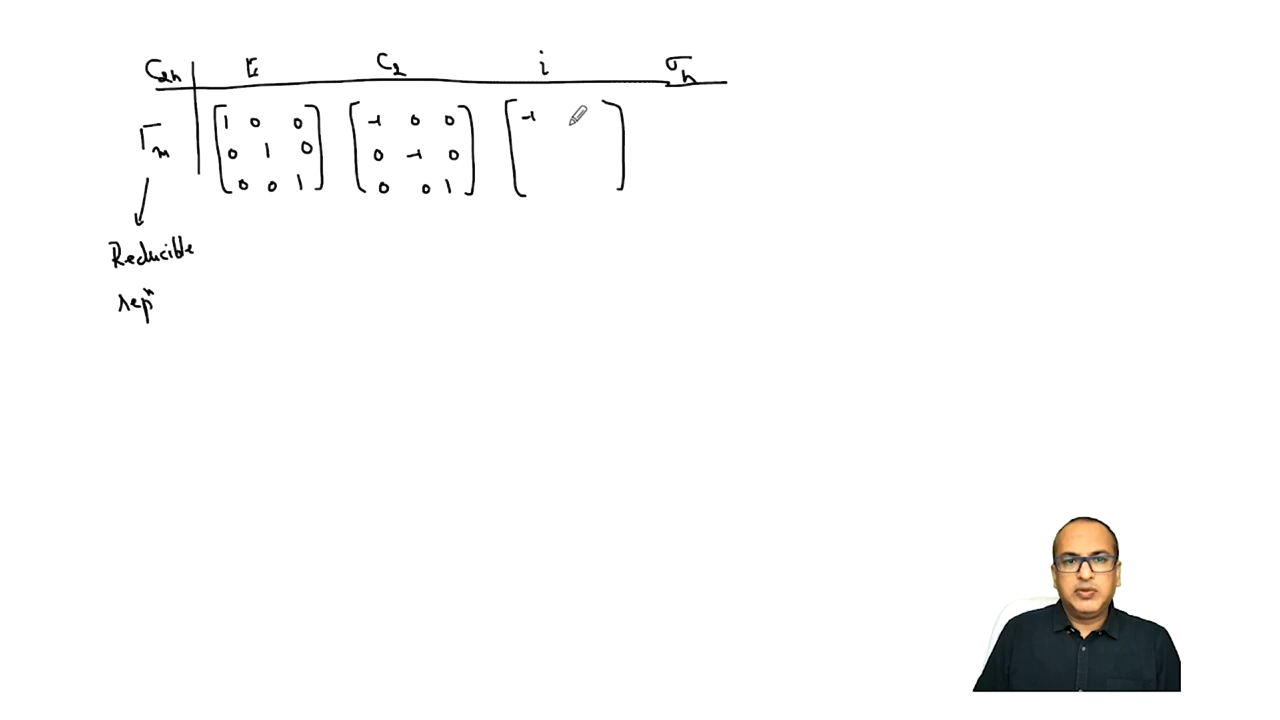 C2h E C2 i σh
Γm [1 0 0 [-1 0 0 [-1
0 1 0 0 -1 0
0 0 1] 0 0 1] ]
↓
Reducible
repn